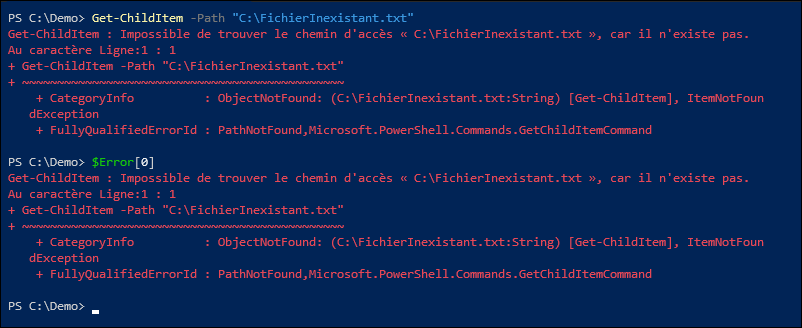 PS C:\Demo> Get-ChildItem -Path "C:\FichierInexistant.txt"
Get-ChildItem : Impossible de trouver le chemin d'accès « C:\FichierInexistant.txt », car il n'existe pas.
Au caractère Ligne:1 : 1
+ Get-ChildItem -Path "C:\FichierInexistant.txt"
+ ~~~~~~~~~~~~~~~~~~~~~~~~~~~~~~~~~~~~~~~~~~~~~~
    + CategoryInfo          : ObjectNotFound: (C:\FichierInexistant.txt:String) [Get-ChildItem], ItemNotFoun
   dException
    + FullyQualifiedErrorId : PathNotFound,Microsoft.PowerShell.Commands.GetChildItemCommand
PS C:\Demo> $Error[0]
Get-ChildItem : Impossible de trouver le chemin d'accès « C:\FichierInexistant.txt », car il n'existe pas.
Au caractère Ligne:1 : 1
+ Get-ChildItem -Path "C:\FichierInexistant.txt"
+ ~~~~~~~~~~~~~~~~~~~~~~~~~~~~~~~~~~~~~~~~~~~~~~
    + CategoryInfo          : ObjectNotFound: (C:\FichierInexistant.txt:String) [Get-ChildItem], ItemNotFoun
   dException
    + FullyQualifiedErrorId : PathNotFound,Microsoft.PowerShell.Commands.GetChildItemCommand
PS C:\Demo>